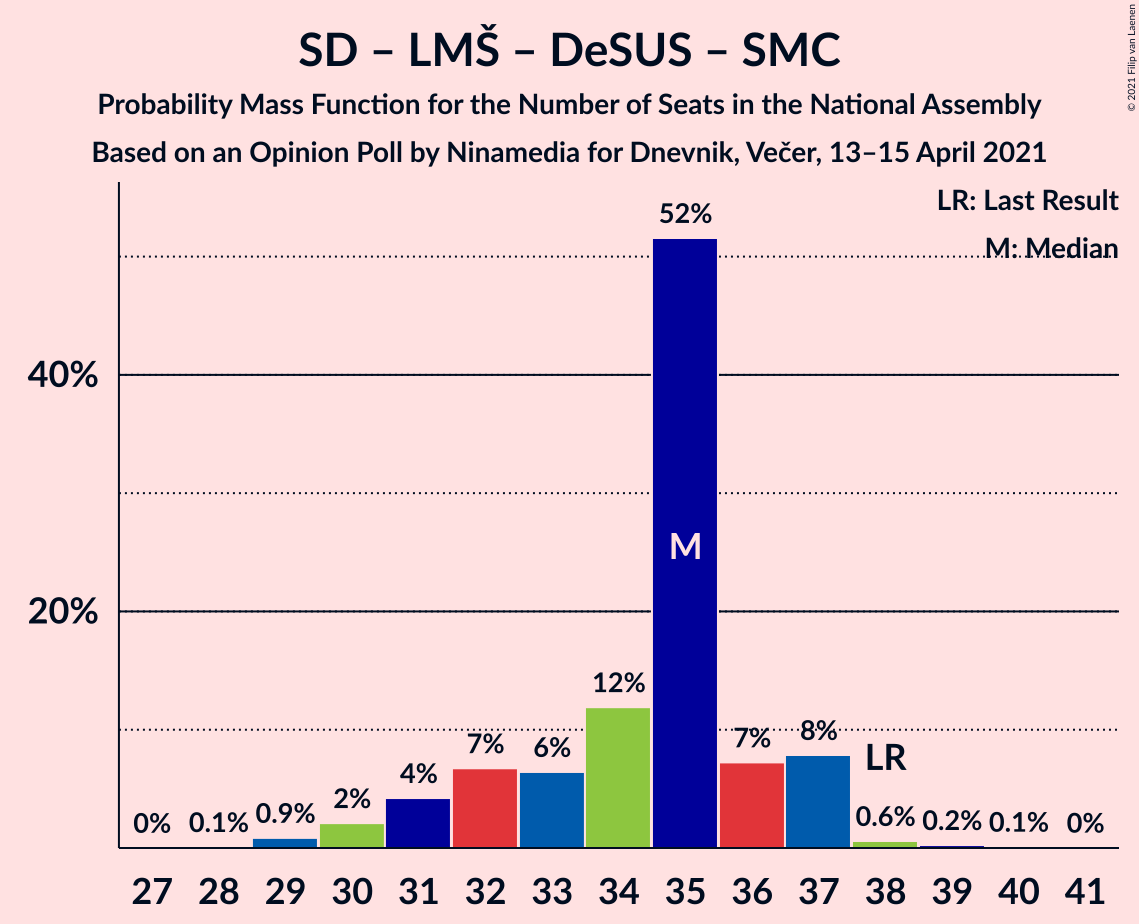 SD – LMŠ – DeSUS – SMC
Probability Mass Function for the Number of Seats in the National Assembly
Based on an Opinion Poll by Ninamedia for Dnevnik, Večer, 13–15 April 2021
© 2021 Filip van Laenen
LR: Last Result
M: Median
40%
20%
0%
0.1%
0.9%
2%
4%
7%
6%
12%
52%
M
7%
8%
LR
0.6%
0.2%
0.1%
0%
27 28 29 30 31 32 33 34 35 36 37 38 39 40 41